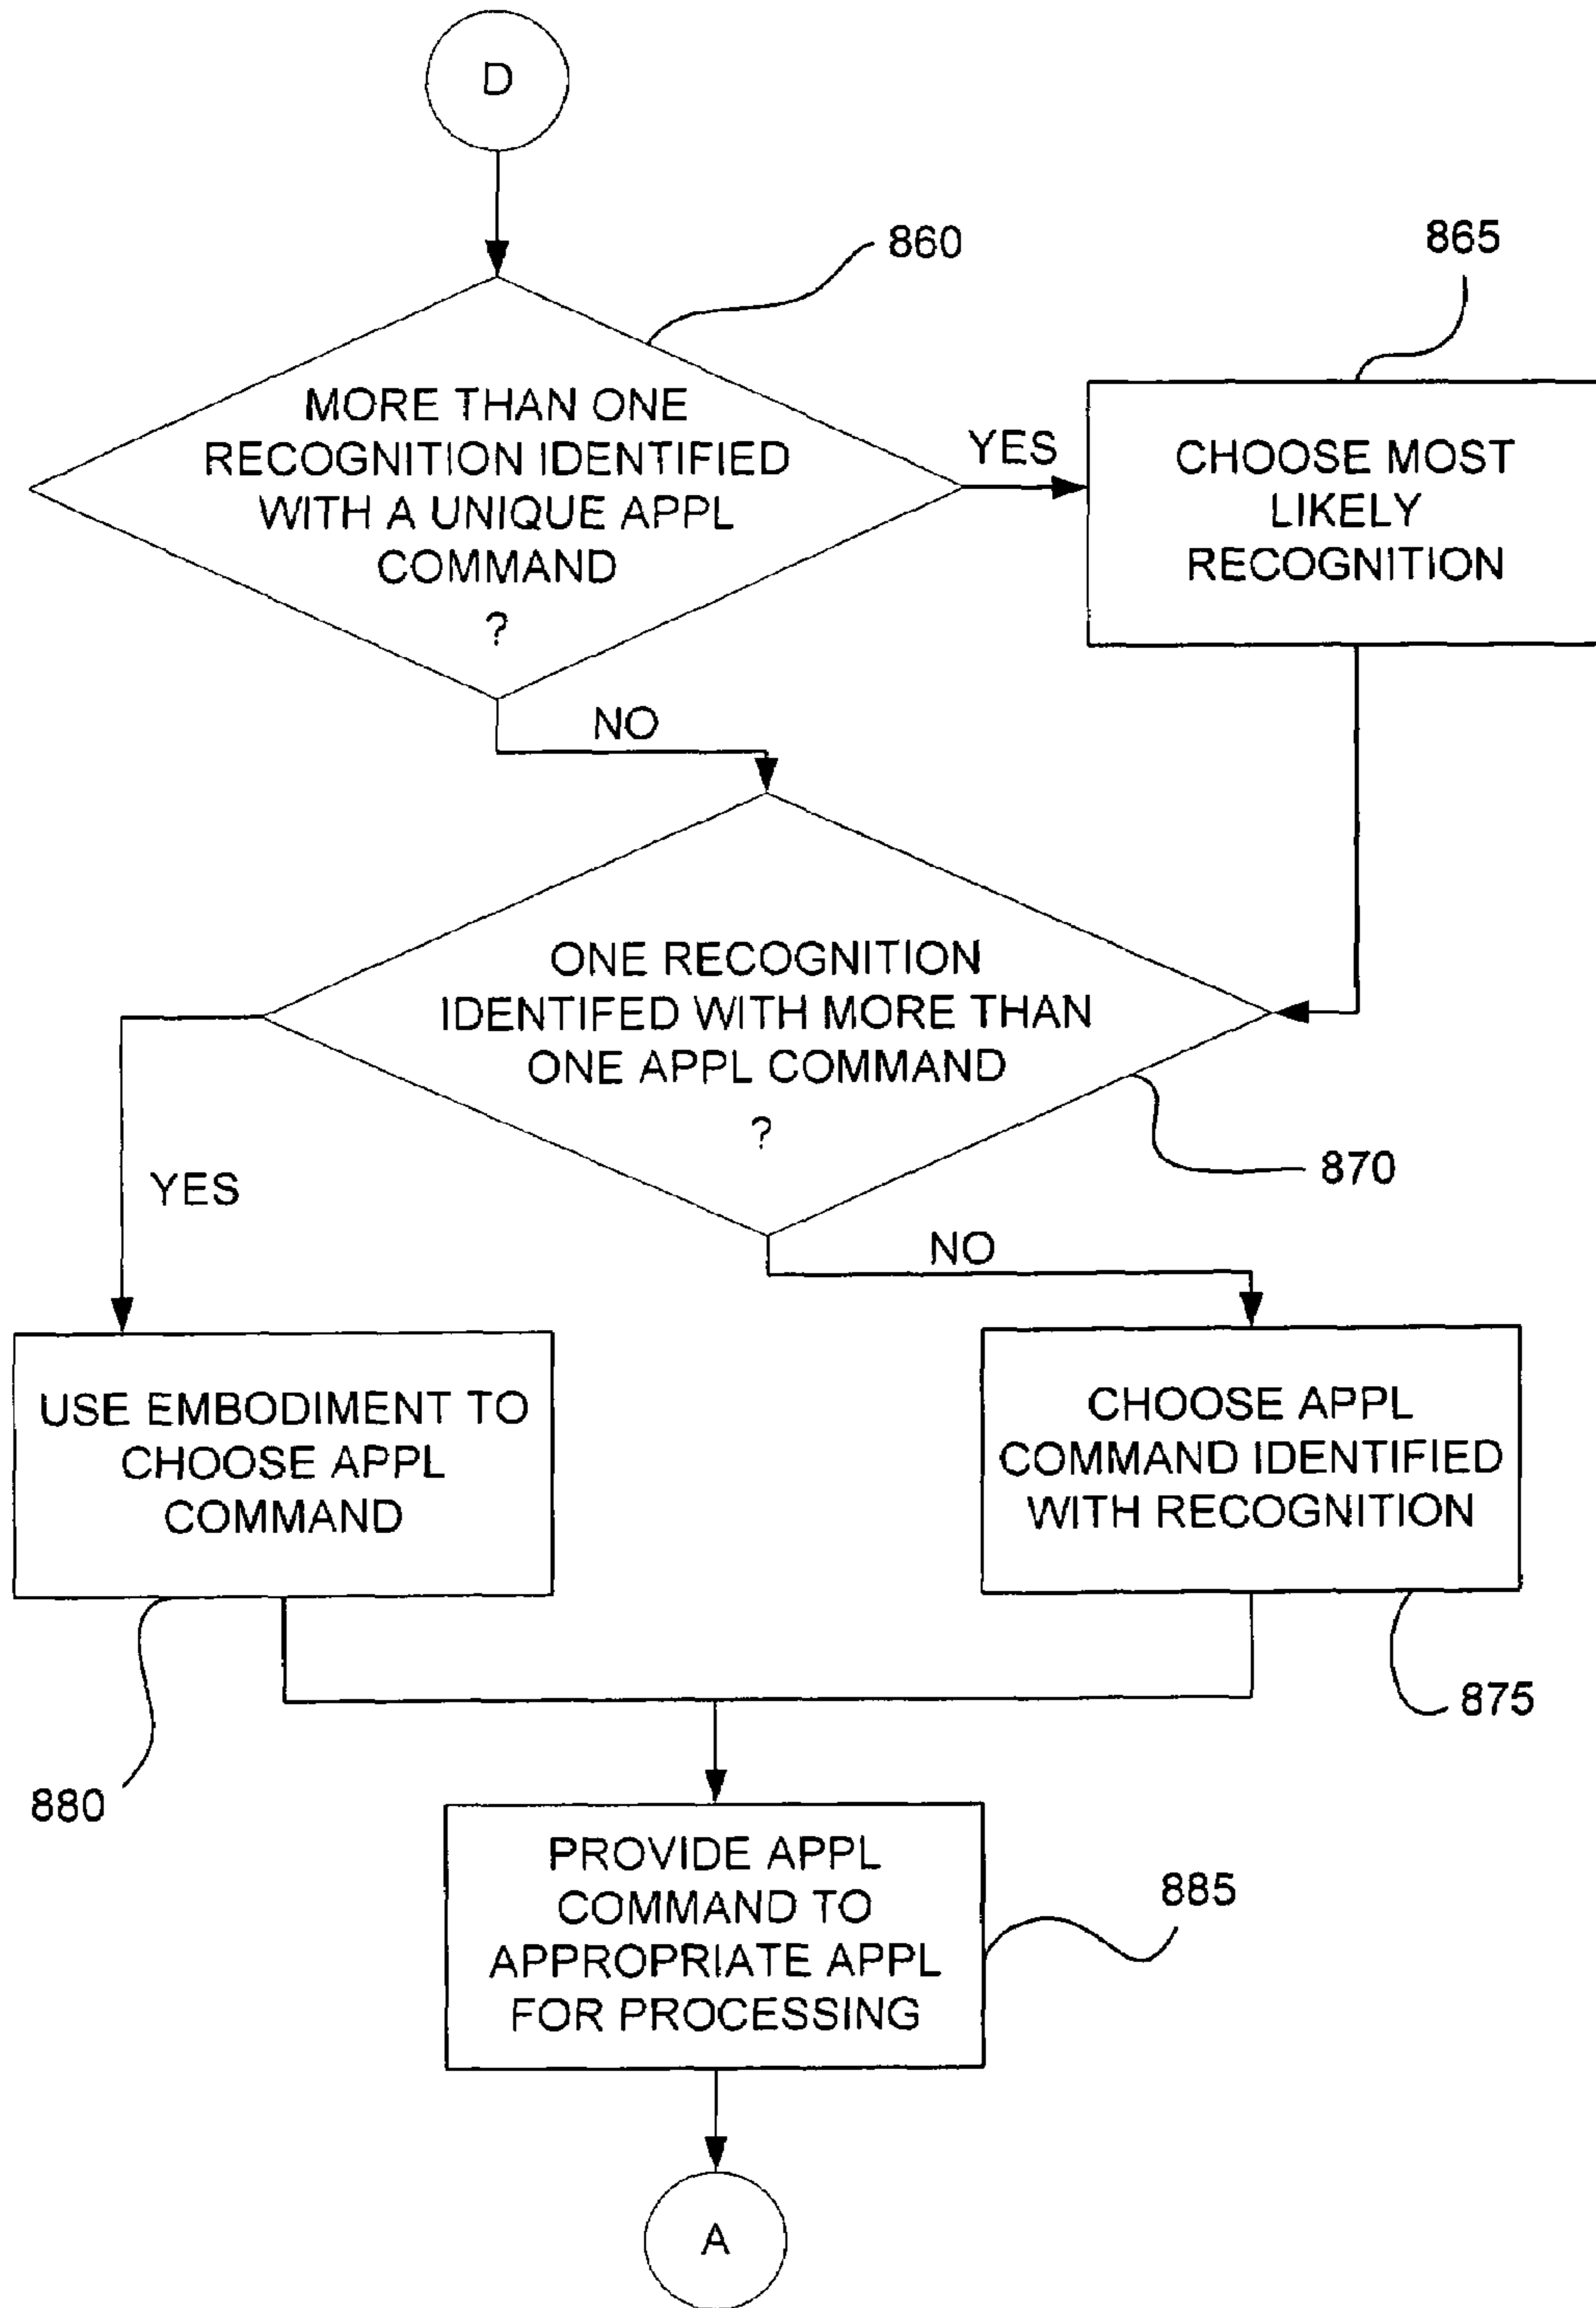 D
860
865
MORE THAN ONE
RECOGNITION IDENTIFIED
WITH A UNIQUE APPL
COMMAND
?
YES
CHOOSE MOST
LIKELY
RECOGNITION
NO
ONE RECOGNITION
IDENTIFED WITH MORE THAN
ONE APPL COMMAND
?
870
YES
NO
USE EMBODIMENT TO
CHOOSE APPL
COMMAND
CHOOSE APPL
COMMAND IDENTIFIED
WITH RECOGNITION
875
880
PROVIDE APPL
COMMAND TO
APPROPRIATE APPL
FOR PROCESSING
885
A